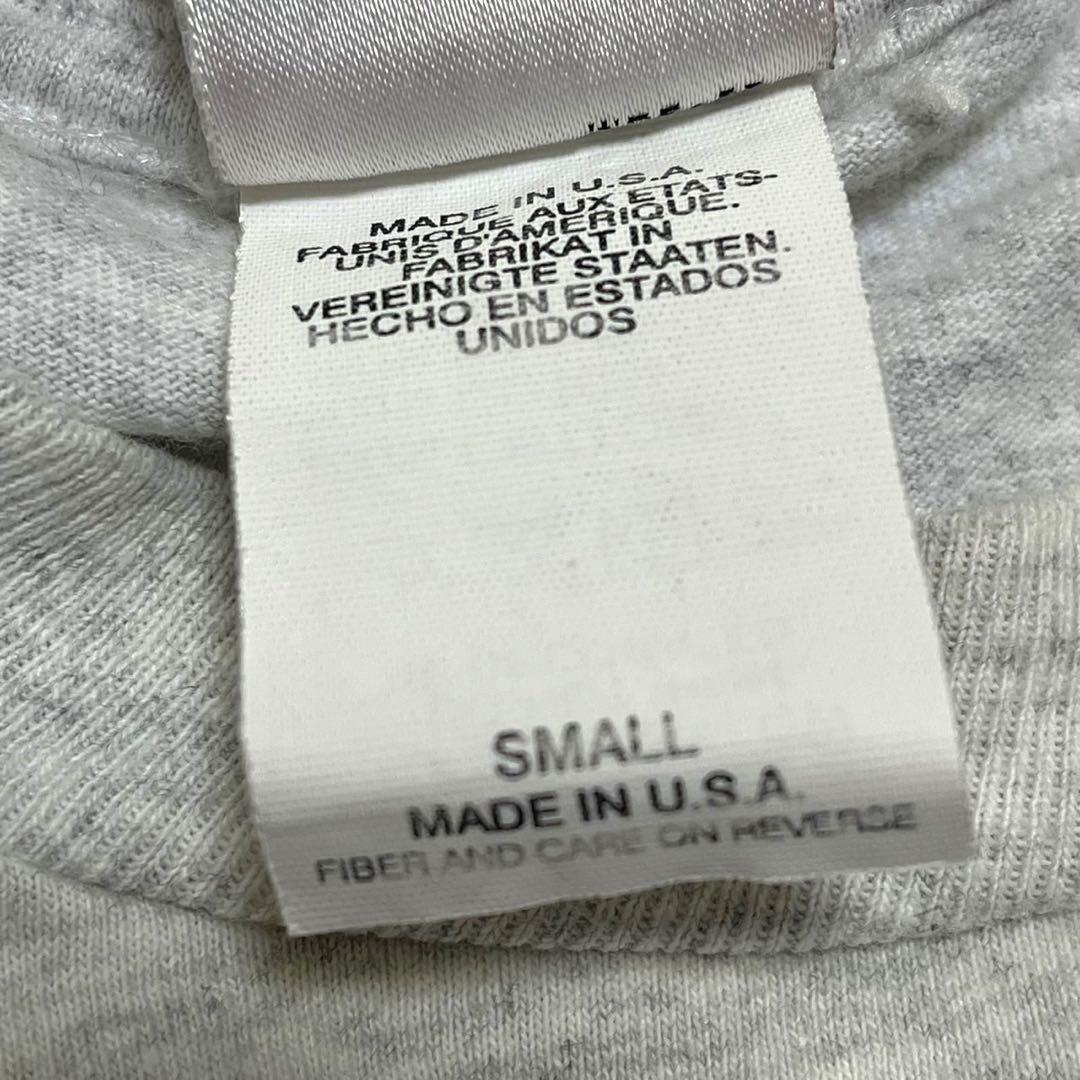 MADE IN U.S.A.
FABRIQUE AUX ETATS-
UNIS D'AMERIQUE.
FABRIKAT IN
VEREINIGTE STAATEN.
HECHO EN ESTADOS
UNIDOS
SMALL
MADE IN U.S.A.
FIBER AND CARE ON REVERSE